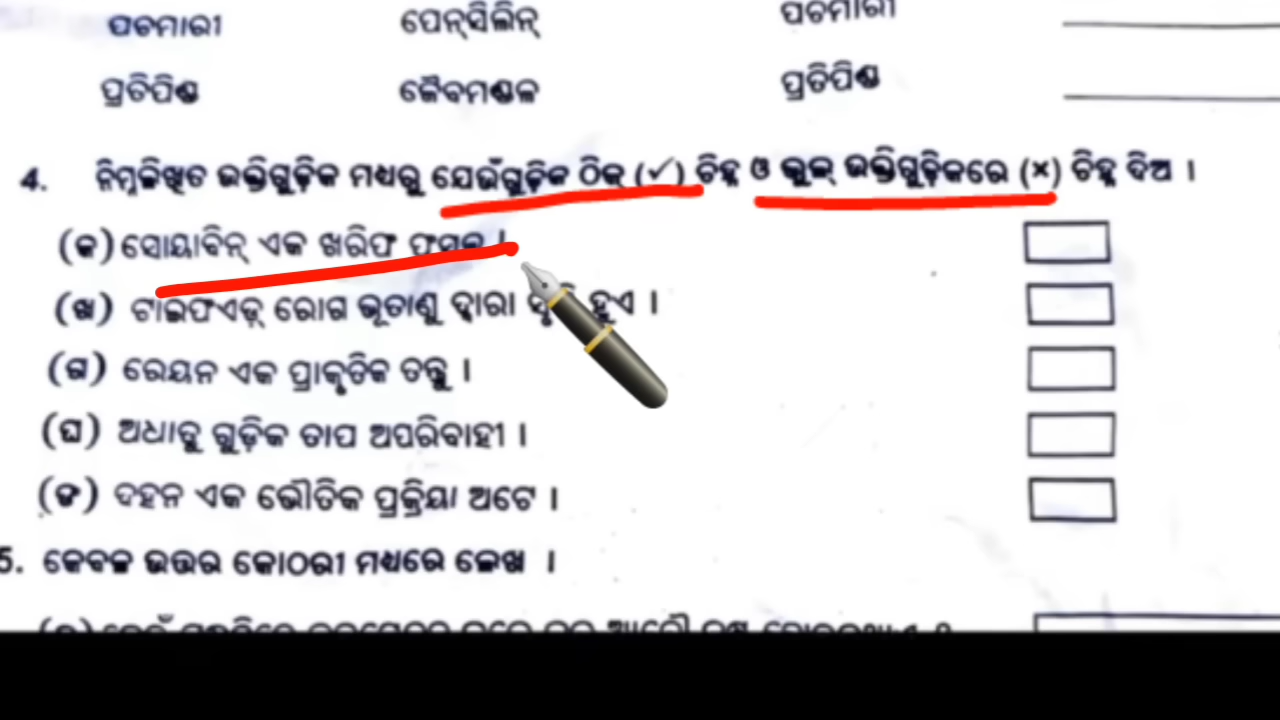 ପଚମାରୀ ପେନ୍‌ସିଲିନ୍ ପଚମାରୀ
ପ୍ରତିପିଣ୍ଡ ଜୈବମଣ୍ଡଳ ପ୍ରତିପିଣ୍ଡ
4. ନିମ୍ନଲିଖିତ ଉକ୍ତିଗୁଡ଼ିକ ମଧ୍ୟରୁ ଯେଉଁଗୁଡ଼ିକ ଠିକ୍ (✓) ଚିହ୍ନ ଓ ଭୁଲ୍ ଉକ୍ତିଗୁଡ଼ିକରେ (×) ଚିହ୍ନ ଦିଅ ।
(କ) ସୋୟାବିନ୍ ଏକ ଖରିଫ ଫସଲ ।
(ଖ) ଟାଇଫଏଡ୍ ରୋଗ ଭୂତାଣୁ ଦ୍ୱାରା ହୁଏ ।
(ଗ) ରେୟନ ଏକ ପ୍ରାକୃତିକ ତନ୍ତୁ ।
(ଘ) ଅଧାତୁ ଗୁଡ଼ିକ ତାପ ଅପରିବାହୀ ।
(ଙ) ଦହନ ଏକ ଭୌତିକ ପ୍ରକ୍ରିୟା ଅଟେ ।
5. କେବଳ ଉତ୍ତର କୋଠରୀ ମଧ୍ୟରେ ଲେଖ ।